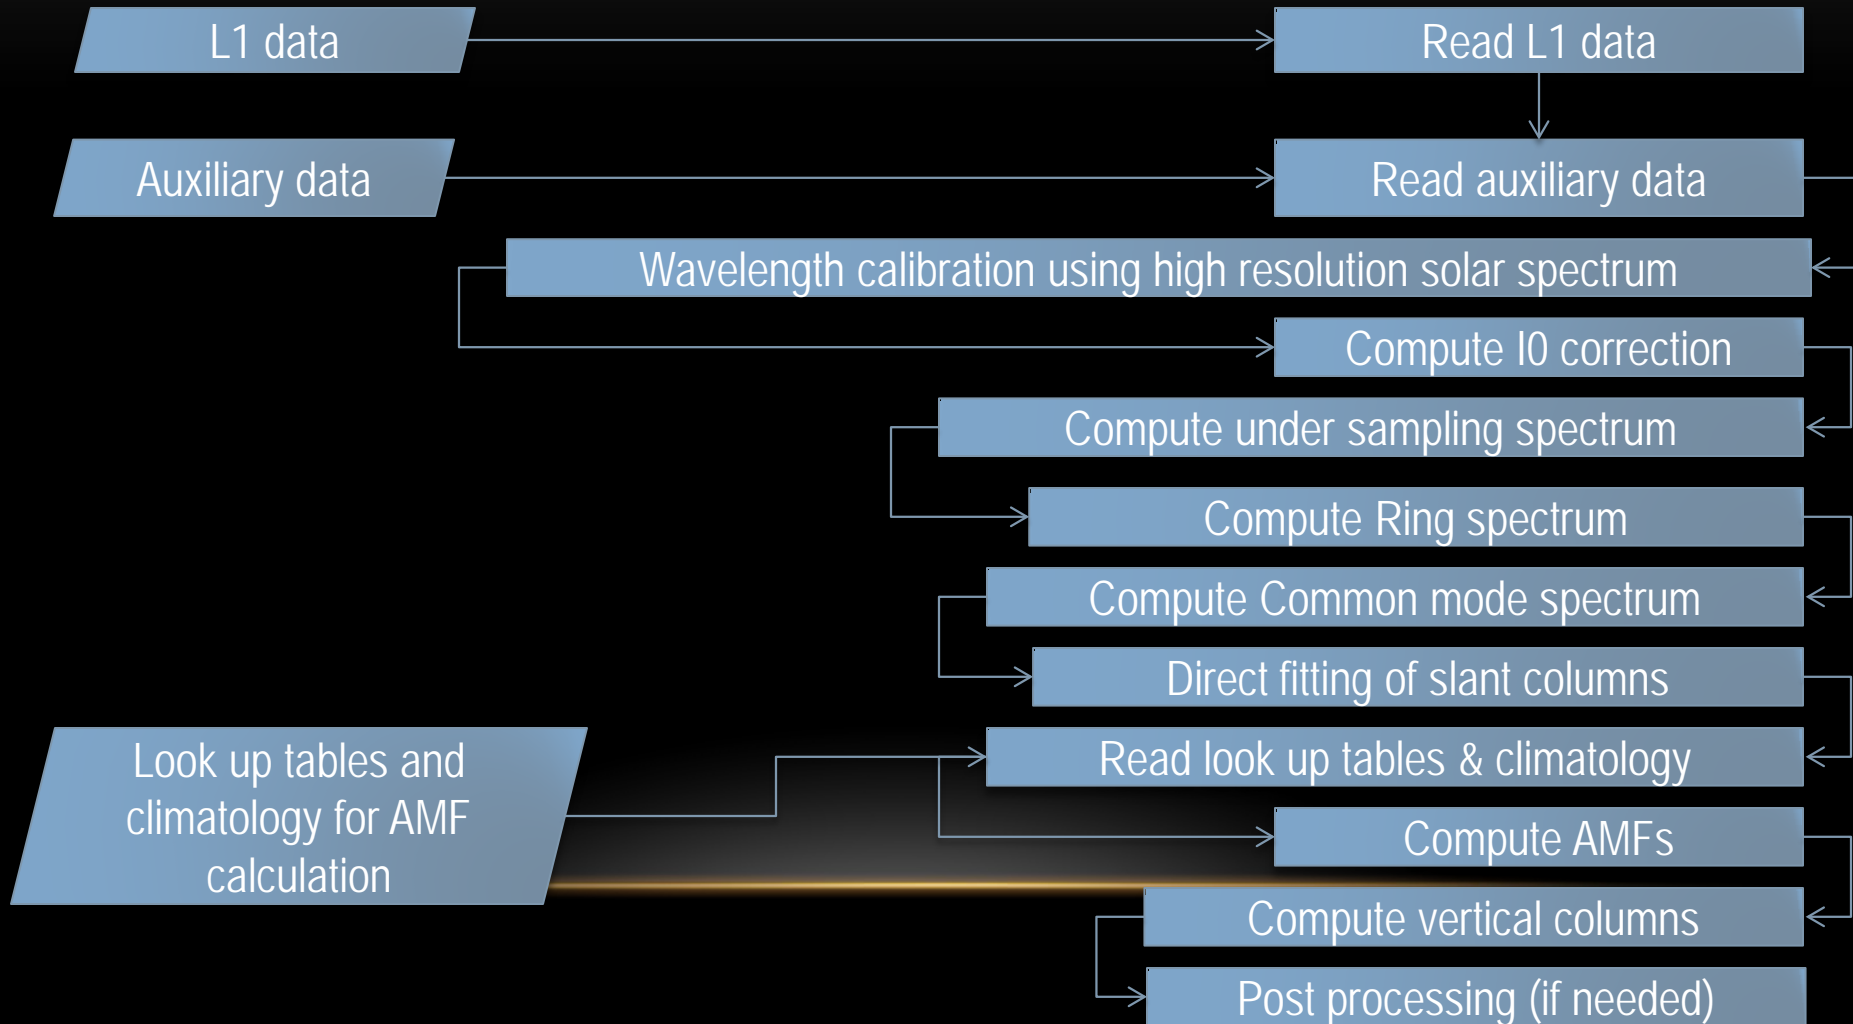 L1 data
Read L1 data
Auxiliary data
Read auxiliary data
Wavelength calibration using high resolution solar spectrum
Compute I0 correction
Compute under sampling spectrum
Compute Ring spectrum
Compute Common mode spectrum
Direct fitting of slant columns
Look up tables and
climatology for AMF
calculation
Read look up tables & climatology
Compute AMFs
Compute vertical columns
Post processing (if needed)